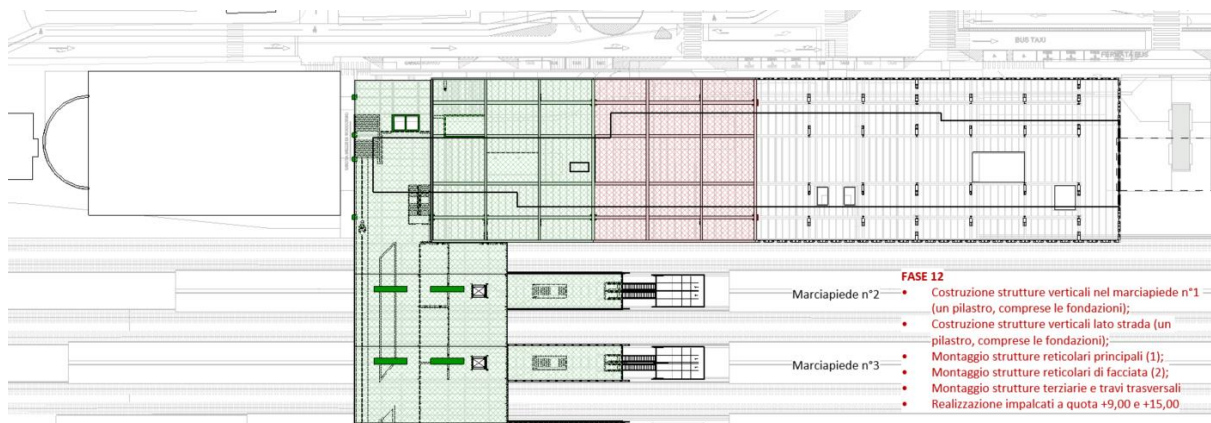 BUS TAXI
FERMATA BUS
Marciapiede n°2
Marciapiede n°3
FASE 12
• Costruzione strutture verticali nel marciapiede n°1
(un pilastro, comprese le fondazioni);
• Costruzione strutture verticali lato strada (un
pilastro, comprese le fondazioni);
• Montaggio strutture reticolari principali (1);
• Montaggio strutture reticolari di facciata (2);
• Montaggio strutture terziarie e travi trasversali
• Realizzazione impalcati a quota +9,00 e +15,00